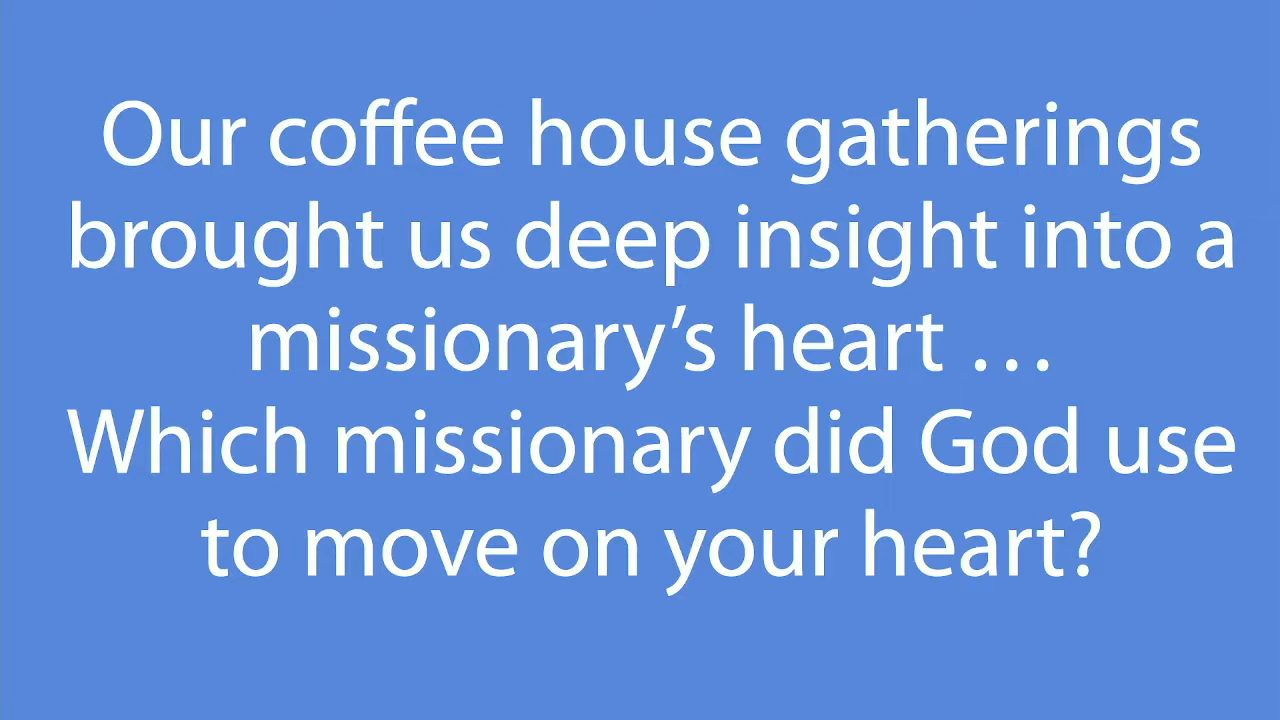 Our coffee house gatherings
brought us deep insight into a
missionary’s heart …
Which missionary did God use
to move on your heart?